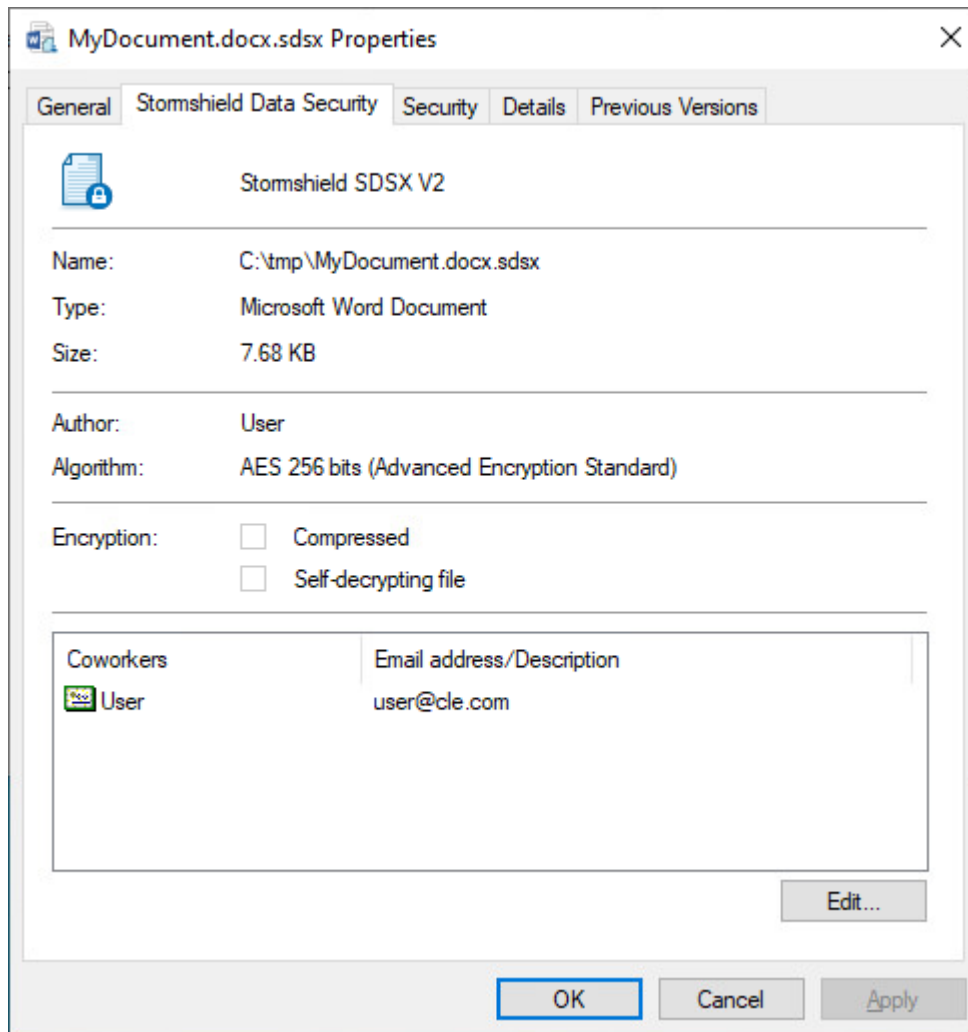 MyDocument.docx.sdsx Properties
General Stormshield Data Security Security Details Previous Versions
Stormshield SDSX V2
Name: C:\tmp\MyDocument.docx.sdsx
Type: Microsoft Word Document
Size: 7.68 KB
Author: User
Algorithm: AES 256 bits (Advanced Encryption Standard)
Encryption: Compressed
Self-decrypting file
Coworkers Email address/Description
User user@cle.com
Edit...
OK Cancel Apply